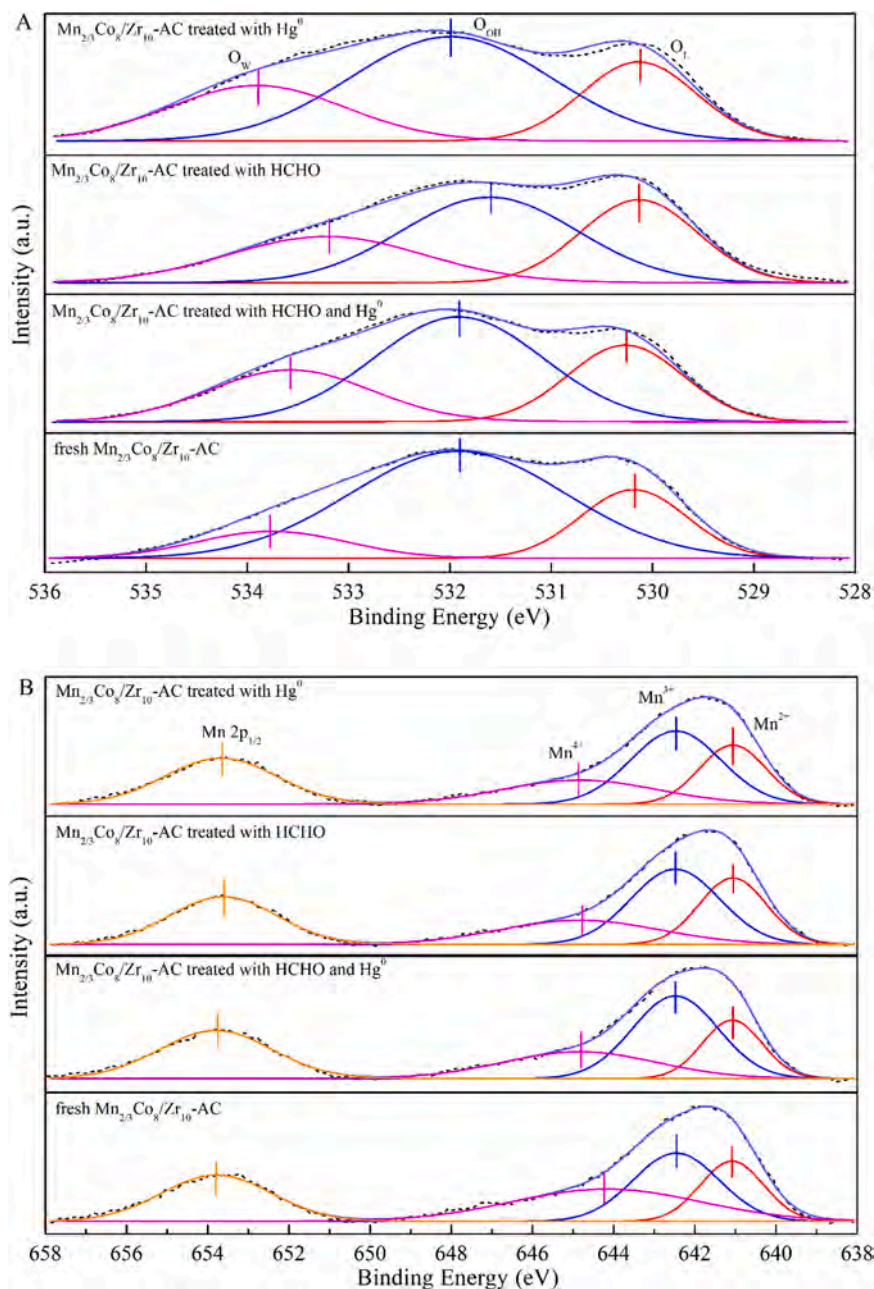 A
Mn2/3Co8/Zr10-AC treated with Hg0
OW
OOH
OL
Mn2/3Co8/Zr10-AC treated with HCHO
Mn2/3Co8/Zr10-AC treated with HCHO and Hg0
fresh Mn2/3Co8/Zr10-AC
Intensity (a.u.)
536 535 534 533 532 531 530 529 528
Binding Energy (eV)
B
Mn2/3Co8/Zr10-AC treated with Hg0
Mn 2p1/2
Mn4+
Mn3+
Mn2+
Mn2/3Co8/Zr10-AC treated with HCHO
Mn2/3Co8/Zr10-AC treated with HCHO and Hg0
fresh Mn2/3Co8/Zr10-AC
Intensity (a.u.)
658 656 654 652 650 648 646 644 642 640 638
Binding Energy (eV)